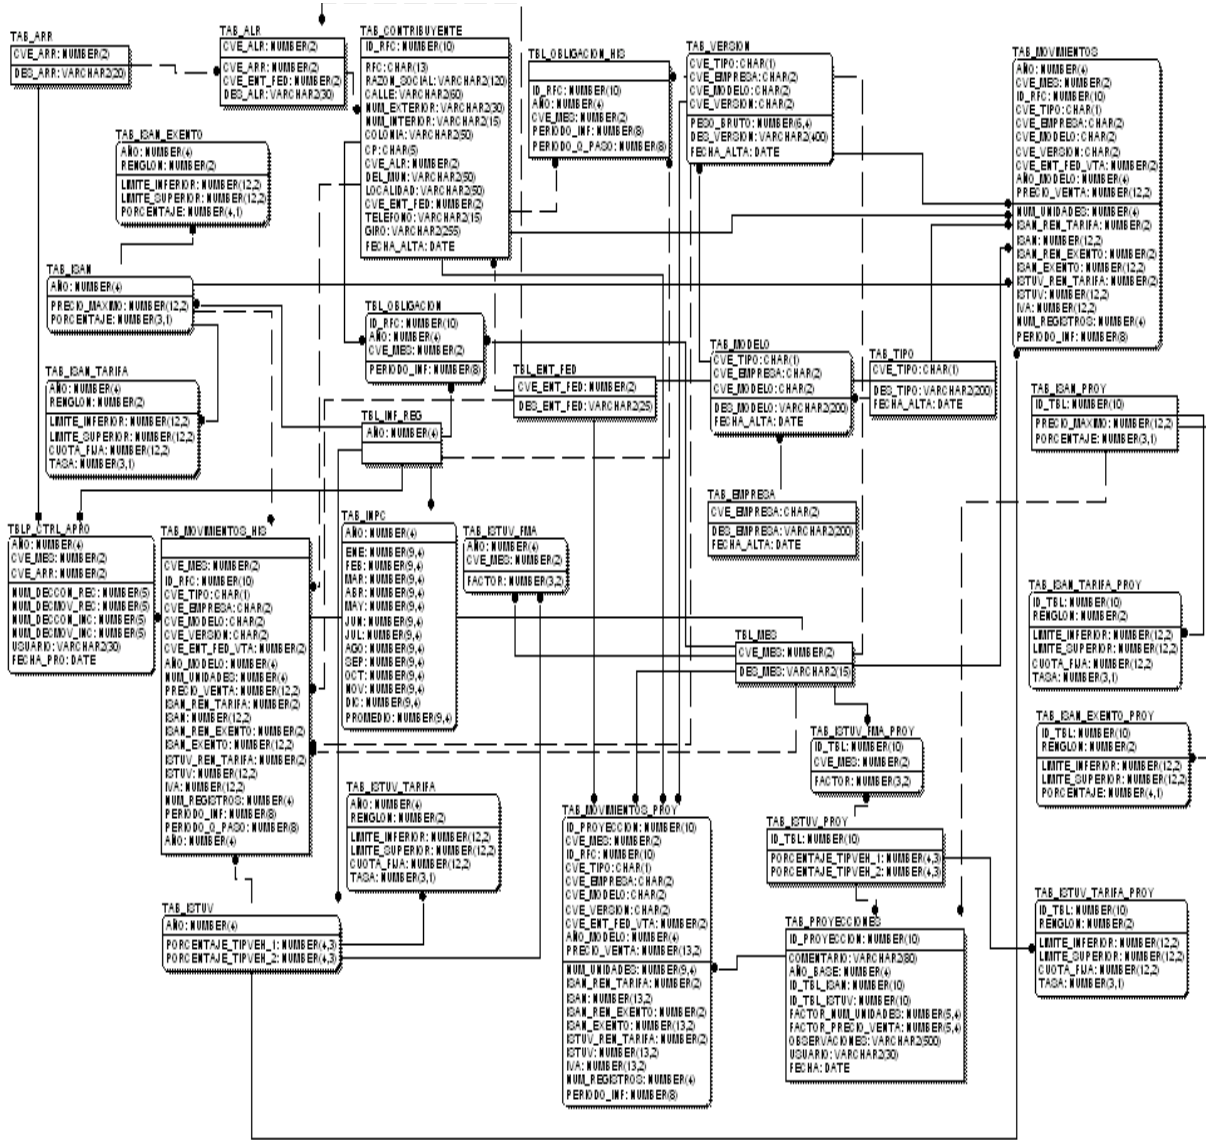 TAB_ARR
CVE_ARR: NUMBER(2)
DES_ARR: VARCHAR2(20)
TAB_ALR
CVE_ALR: NUMBER(2)
CVE_ARR: NUMBER(2)
CVE_ENT_FED: NUMBER(2)
DES_ALR: VARCHAR2(30)
TAB_CONTRIBUYENTE
ID_RFC: NUMBER(10)
RFC: CHAR(13)
RAZON_SOCIAL: VARCHAR2(120)
CALLE: VARCHAR2(60)
NUM_EXTERIOR: VARCHAR2(30)
NUM_INTERIOR: VARCHAR2(15)
COLONIA: VARCHAR2(50)
CP: CHAR(5)
CVE_ALR: NUMBER(2)
DEL_MUN: VARCHAR2(50)
LOCALIDAD: VARCHAR2(50)
CVE_ENT_FED: NUMBER(2)
TELEFONO: VARCHAR2(15)
GIRO: VARCHAR2(255)
FECHA_ALTA: DATE
TBL_OBLIGACION_HIS
ID_RFC: NUMBER(10)
AÑO: NUMBER(4)
CVE_MES: NUMBER(2)
PERIODO_INF: NUMBER(8)
PERIODO_Q_PASO: NUMBER(8)
TAB_VERSION
CVE_TIPO: CHAR(1)
CVE_EMPRESA: CHAR(2)
CVE_MODELO: CHAR(2)
CVE_VERSION: CHAR(2)
PESO_BRUTO: NUMBER(6,4)
DES_VERSION: VARCHAR2(400)
FECHA_ALTA: DATE
TAB_MOVIMIENTOS
AÑO: NUMBER(4)
CVE_MES: NUMBER(2)
ID_RFC: NUMBER(10)
CVE_TIPO: CHAR(1)
CVE_EMPRESA: CHAR(2)
CVE_MODELO: CHAR(2)
CVE_VERSION: CHAR(2)
CVE_ENT_FED_VTA: NUMBER(2)
AÑO_MODELO: NUMBER(4)
PRECIO_VENTA: NUMBER(12,2)
NUM_UNIDADES: NUMBER(4)
ISAN_REN_TARIFA: NUMBER(2)
ISAN: NUMBER(12,2)
ISAN_REN_EXENTO: NUMBER(2)
ISAN_EXENTO: NUMBER(12,2)
ISTUV_REN_TARIFA: NUMBER(2)
ISTUV: NUMBER(12,2)
IVA: NUMBER(12,2)
NUM_REGISTROS: NUMBER(4)
PERIODO_INF: NUMBER(8)
TAB_ISAN_EXENTO
AÑO: NUMBER(4)
RENGLON: NUMBER(2)
LIMITE_INFERIOR: NUMBER(12,2)
LIMITE_SUPERIOR: NUMBER(12,2)
PORCENTAJE: NUMBER(4,1)
TAB_ISAN
AÑO: NUMBER(4)
PRECIO_MAXIMO: NUMBER(12,2)
PORCENTAJE: NUMBER(3,1)
TBL_OBLIGACION
ID_RFC: NUMBER(10)
AÑO: NUMBER(4)
CVE_MES: NUMBER(2)
PERIODO_INF: NUMBER(8)
TAB_ISAN_TARIFA
AÑO: NUMBER(4)
RENGLON: NUMBER(2)
LIMITE_INFERIOR: NUMBER(12,2)
LIMITE_SUPERIOR: NUMBER(12,2)
CUOTA_FIJA: NUMBER(12,2)
TASA: NUMBER(3,1)
TBL_ENT_FED
CVE_ENT_FED: NUMBER(2)
DES_ENT_FED: VARCHAR2(25)
TAB_MODELO
CVE_TIPO: CHAR(1)
CVE_EMPRESA: CHAR(2)
CVE_MODELO: CHAR(2)
DES_MODELO: VARCHAR2(200)
FECHA_ALTA: DATE
TAB_TIPO
CVE_TIPO: CHAR(1)
DES_TIPO: VARCHAR2(200)
FECHA_ALTA: DATE
TAB_ISAN_PROY
ID_TBL: NUMBER(10)
PRECIO_MAXIMO: NUMBER(12,2)
PORCENTAJE: NUMBER(3,1)
TBL_INF_REG
AÑO: NUMBER(4)
TAB_EMPRESA
CVE_EMPRESA: CHAR(2)
DES_EMPRESA: VARCHAR2(200)
FECHA_ALTA: DATE
TBLP_CTRL_APRO
AÑO: NUMBER(4)
CVE_MES: NUMBER(2)
CVE_ARR: NUMBER(2)
NUM_DECCON_REC: NUMBER(5)
NUM_DECMOV_REC: NUMBER(5)
NUM_DECCON_INC: NUMBER(5)
NUM_DECMOV_INC: NUMBER(5)
USUARIO: VARCHAR2(30)
FECHA_PRO: DATE
TAB_MOVIMIENTOS_HIS
CVE_MES: NUMBER(2)
ID_RFC: NUMBER(10)
CVE_TIPO: CHAR(1)
CVE_EMPRESA: CHAR(2)
CVE_MODELO: CHAR(2)
CVE_VERSION: CHAR(2)
CVE_ENT_FED_VTA: NUMBER(2)
AÑO_MODELO: NUMBER(4)
NUM_UNIDADES: NUMBER(4)
PRECIO_VENTA: NUMBER(12,2)
ISAN_REN_TARIFA: NUMBER(2)
ISAN: NUMBER(12,2)
ISAN_REN_EXENTO: NUMBER(2)
ISAN_EXENTO: NUMBER(12,2)
ISTUV_REN_TARIFA: NUMBER(2)
ISTUV: NUMBER(12,2)
IVA: NUMBER(12,2)
NUM_REGISTROS: NUMBER(4)
PERIODO_INF: NUMBER(8)
PERIODO_Q_PASO: NUMBER(8)
AÑO: NUMBER(4)
TAB_INPC
AÑO: NUMBER(4)
ENE: NUMBER(9,4)
FEB: NUMBER(9,4)
MAR: NUMBER(9,4)
ABR: NUMBER(9,4)
MAY: NUMBER(9,4)
JUN: NUMBER(9,4)
JUL: NUMBER(9,4)
AGO: NUMBER(9,4)
SEP: NUMBER(9,4)
OCT: NUMBER(9,4)
NOV: NUMBER(9,4)
DIC: NUMBER(9,4)
PROMEDIO: NUMBER(9,4)
TAB_ISTUV_FMA
AÑO: NUMBER(4)
CVE_MES: NUMBER(2)
FACTOR: NUMBER(3,2)
TAB_ISAN_TARIFA_PROY
ID_TBL: NUMBER(10)
RENGLON: NUMBER(2)
LIMITE_INFERIOR: NUMBER(12,2)
LIMITE_SUPERIOR: NUMBER(12,2)
CUOTA_FIJA: NUMBER(12,2)
TASA: NUMBER(3,1)
TBL_MES
CVE_MES: NUMBER(2)
DES_MES: VARCHAR2(15)
TAB_ISAN_EXENTO_PROY
ID_TBL: NUMBER(10)
RENGLON: NUMBER(2)
LIMITE_INFERIOR: NUMBER(12,2)
LIMITE_SUPERIOR: NUMBER(12,2)
PORCENTAJE: NUMBER(4,1)
TAB_ISTUV_FMA_PROY
ID_TBL: NUMBER(10)
CVE_MES: NUMBER(2)
FACTOR: NUMBER(3,2)
TAB_ISTUV_TARIFA
AÑO: NUMBER(4)
RENGLON: NUMBER(2)
LIMITE_INFERIOR: NUMBER(12,2)
LIMITE_SUPERIOR: NUMBER(12,2)
CUOTA_FIJA: NUMBER(12,2)
TASA: NUMBER(3,1)
TAB_MOVIMIENTOS_PROY
ID_PROYECCION: NUMBER(10)
CVE_MES: NUMBER(2)
ID_RFC: NUMBER(10)
CVE_TIPO: CHAR(1)
CVE_EMPRESA: CHAR(2)
CVE_MODELO: CHAR(2)
CVE_VERSION: CHAR(2)
CVE_ENT_FED_VTA: NUMBER(2)
AÑO_MODELO: NUMBER(4)
PRECIO_VENTA: NUMBER(13,2)
NUM_UNIDADES: NUMBER(9,4)
ISAN_REN_TARIFA: NUMBER(2)
ISAN: NUMBER(13,2)
ISAN_REN_EXENTO: NUMBER(2)
ISAN_EXENTO: NUMBER(13,2)
ISTUV_REN_TARIFA: NUMBER(2)
ISTUV: NUMBER(13,2)
IVA: NUMBER(13,2)
NUM_REGISTROS: NUMBER(4)
PERIODO_INF: NUMBER(8)
TAB_ISTUV_PROY
ID_TBL: NUMBER(10)
PORCENTAJE_TIPVEH_1: NUMBER(4,3)
PORCENTAJE_TIPVEH_2: NUMBER(4,3)
TAB_ISTUV
AÑO: NUMBER(4)
PORCENTAJE_TIPVEH_1: NUMBER(4,3)
PORCENTAJE_TIPVEH_2: NUMBER(4,3)
TAB_PROYECCIONES
ID_PROYECCION: NUMBER(10)
COMENTARIO: VARCHAR2(80)
AÑO_BASE: NUMBER(4)
ID_TBL_ISAN: NUMBER(10)
ID_TBL_ISTUV: NUMBER(10)
FACTOR_NUM_UNIDADES: NUMBER(5,4)
FACTOR_PRECIO_VENTA: NUMBER(5,4)
OBSERVACIONES: VARCHAR2(500)
USUARIO: VARCHAR2(30)
FECHA: DATE
TAB_ISTUV_TARIFA_PROY
ID_TBL: NUMBER(10)
RENGLON: NUMBER(2)
LIMITE_INFERIOR: NUMBER(12,2)
LIMITE_SUPERIOR: NUMBER(12,2)
CUOTA_FIJA: NUMBER(12,2)
TASA: NUMBER(3,1)